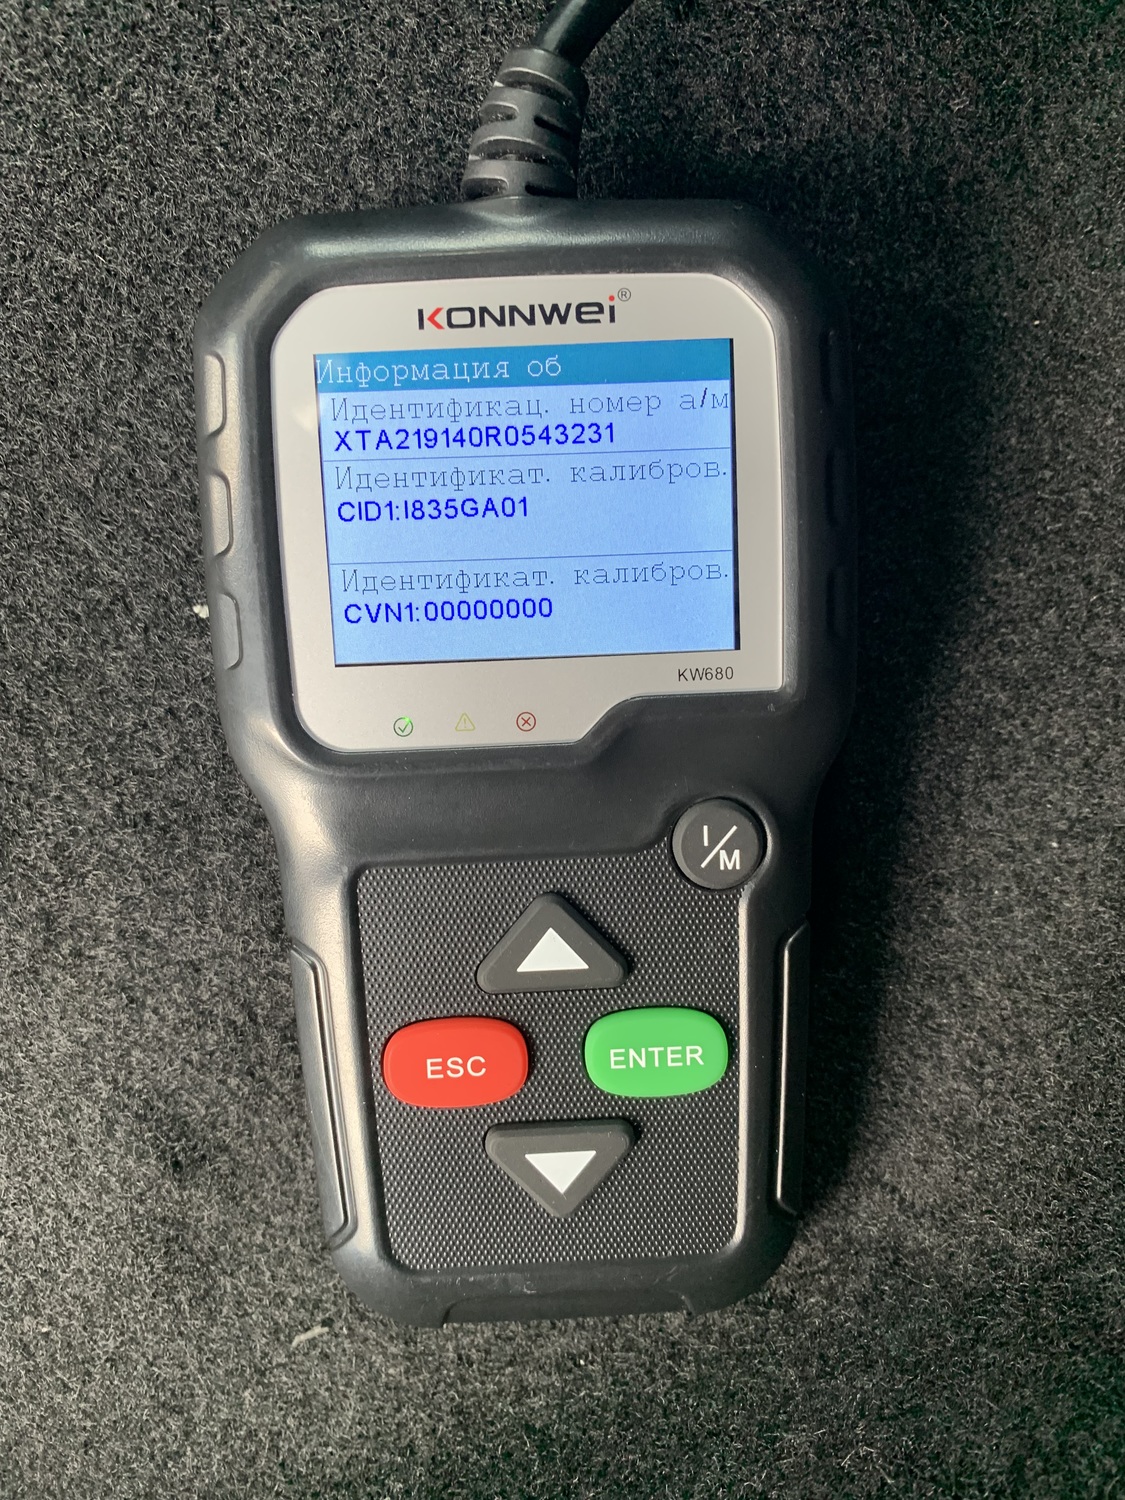 KONNWEI®
Информация об
Идентификац. номер а/м
XTA219140R0543231
Идентификат. калибров.
CID1:I835GA01
Идентификат. калибров.
CVN1:00000000
KW680
I/M
ESC
ENTER